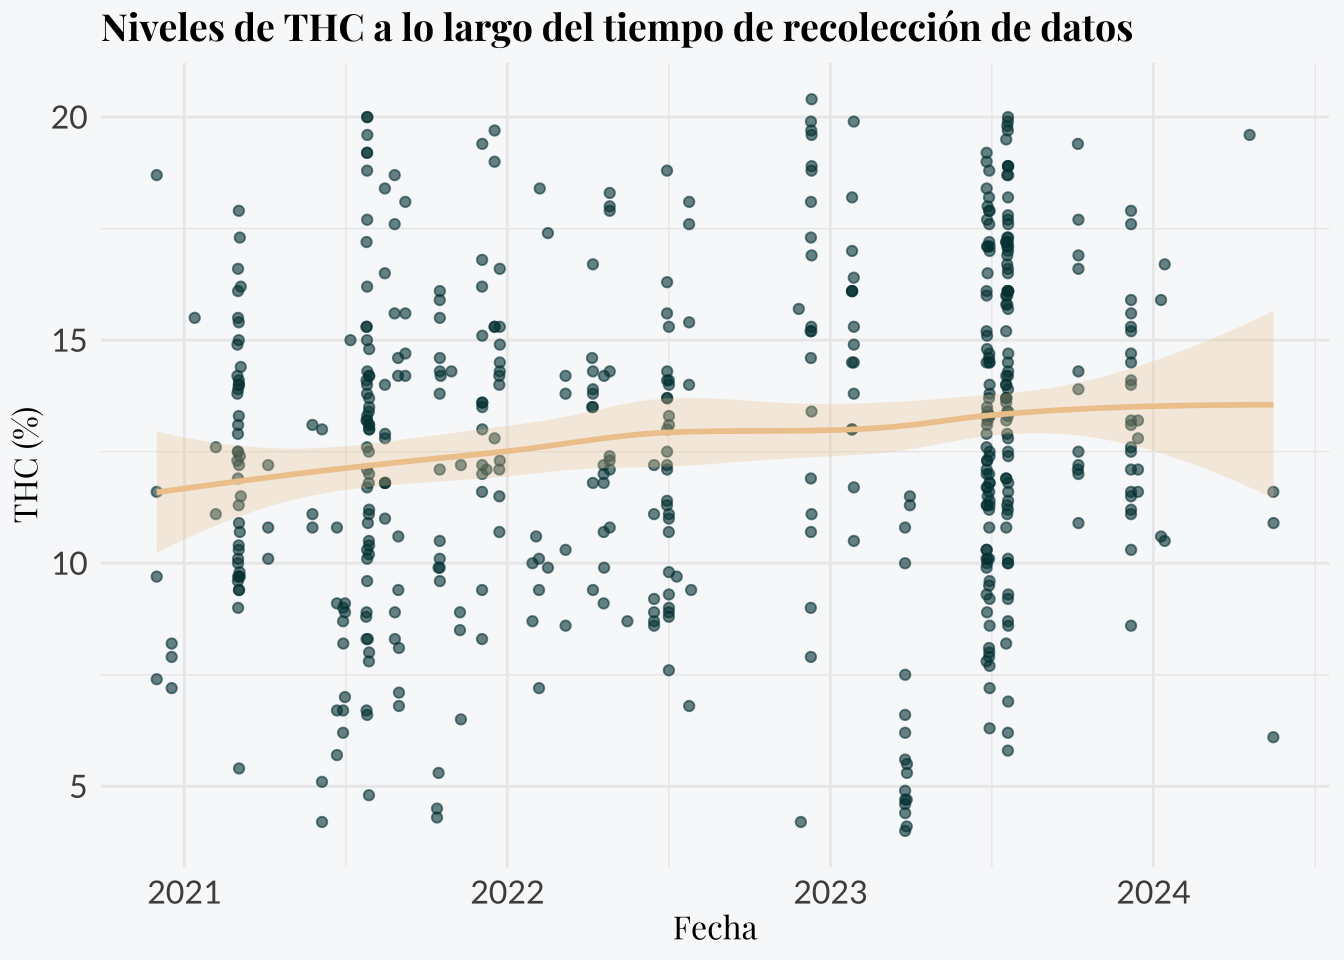 Niveles de THC a lo largo del tiempo de recolección de datos
20
15
10
5
THC (%)
2021 2022 2023 2024
Fecha